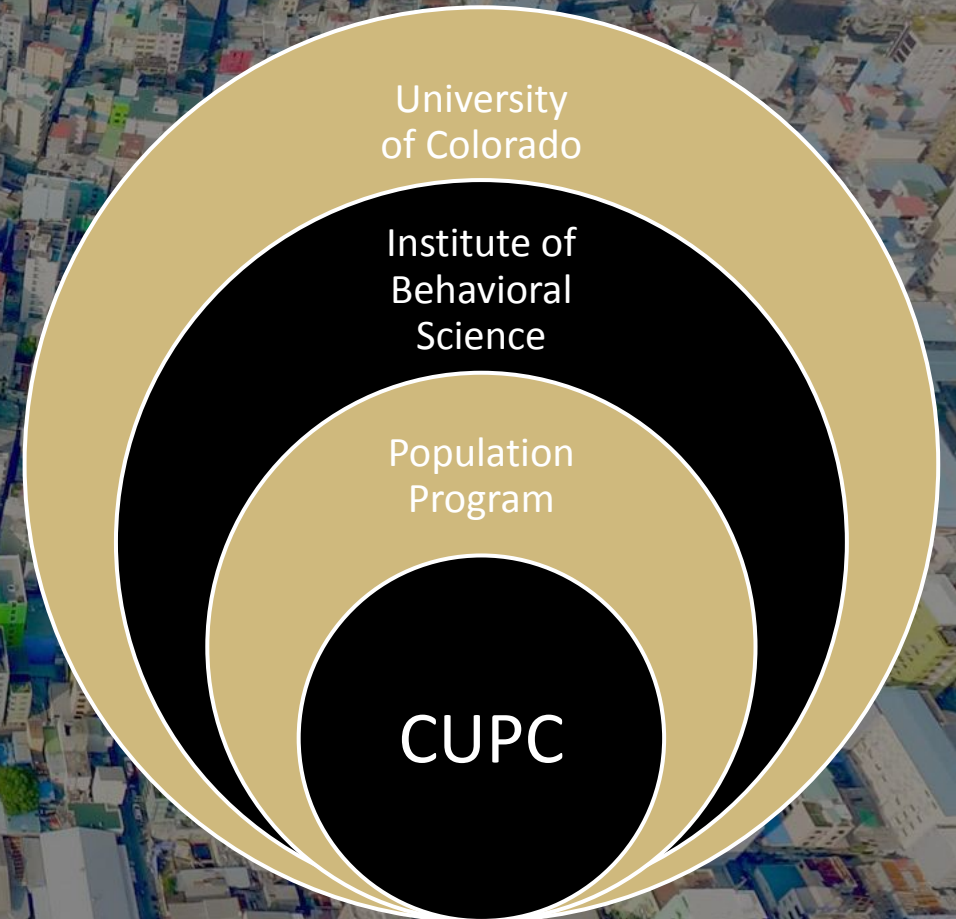 University
of Colorado
Institute of
Behavioral
Science
Population
Program
CUPC